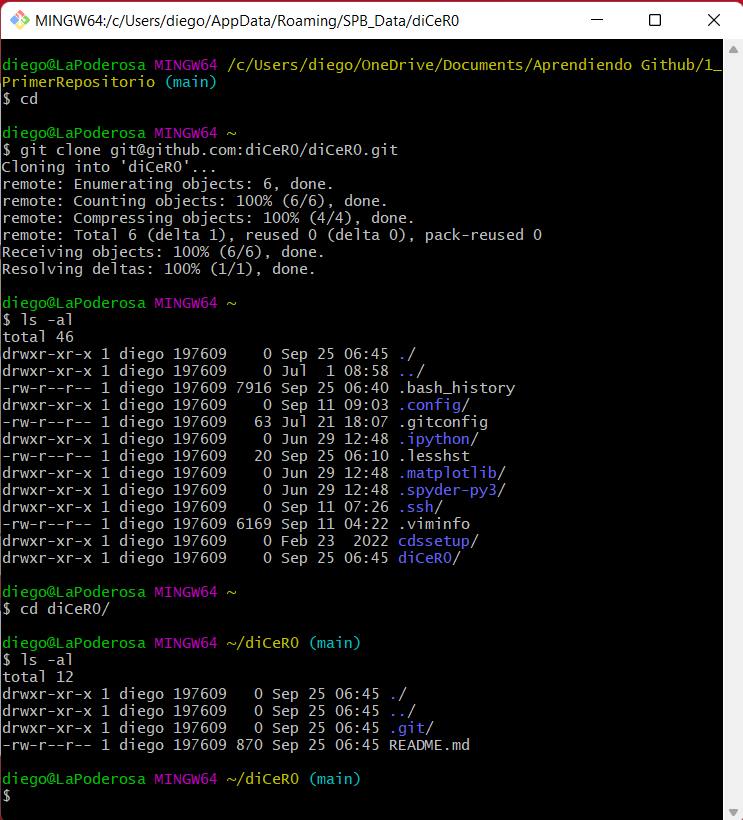 MINGW64:/c/Users/diego/AppData/Roaming/SPB_Data/diCeR0
diego@LaPoderosa MINGW64 /c/Users/diego/OneDrive/Documents/Aprendiendo Github/1_
PrimerRepositorio (main)
$ cd
diego@LaPoderosa MINGW64 ~
$ git clone git@github.com:diCeR0/diCeR0.git
Cloning into 'diCeR0'...
remote: Enumerating objects: 6, done.
remote: Counting objects: 100% (6/6), done.
remote: Compressing objects: 100% (4/4), done.
remote: Total 6 (delta 1), reused 0 (delta 0), pack-reused 0
Receiving objects: 100% (6/6), done.
Resolving deltas: 100% (1/1), done.
diego@LaPoderosa MINGW64 ~
$ ls -al
total 46
drwxr-xr-x 1 diego 197609    0 Sep 25 06:45 ./
drwxr-xr-x 1 diego 197609    0 Jul  1 08:58 ../
-rw-r--r-- 1 diego 197609 7916 Sep 25 06:40 .bash_history
drwxr-xr-x 1 diego 197609    0 Sep 11 09:03 .config/
-rw-r--r-- 1 diego 197609   63 Jul 21 18:07 .gitconfig
drwxr-xr-x 1 diego 197609    0 Jun 29 12:48 .ipython/
-rw-r--r-- 1 diego 197609   20 Sep 25 06:10 .lesshst
drwxr-xr-x 1 diego 197609    0 Jun 29 12:48 .matplotlib/
drwxr-xr-x 1 diego 197609    0 Jun 29 12:48 .spyder-py3/
drwxr-xr-x 1 diego 197609    0 Sep 11 07:26 .ssh/
-rw-r--r-- 1 diego 197609 6169 Sep 11 04:22 .viminfo
drwxr-xr-x 1 diego 197609    0 Feb 23  2022 cdssetup/
drwxr-xr-x 1 diego 197609    0 Sep 25 06:45 diCeR0/
diego@LaPoderosa MINGW64 ~
$ cd diCeR0/
diego@LaPoderosa MINGW64 ~/diCeR0 (main)
$ ls -al
total 12
drwxr-xr-x 1 diego 197609   0 Sep 25 06:45 ./
drwxr-xr-x 1 diego 197609   0 Sep 25 06:45 ../
drwxr-xr-x 1 diego 197609   0 Sep 25 06:45 .git/
-rw-r--r-- 1 diego 197609 870 Sep 25 06:45 README.md
diego@LaPoderosa MINGW64 ~/diCeR0 (main)
$